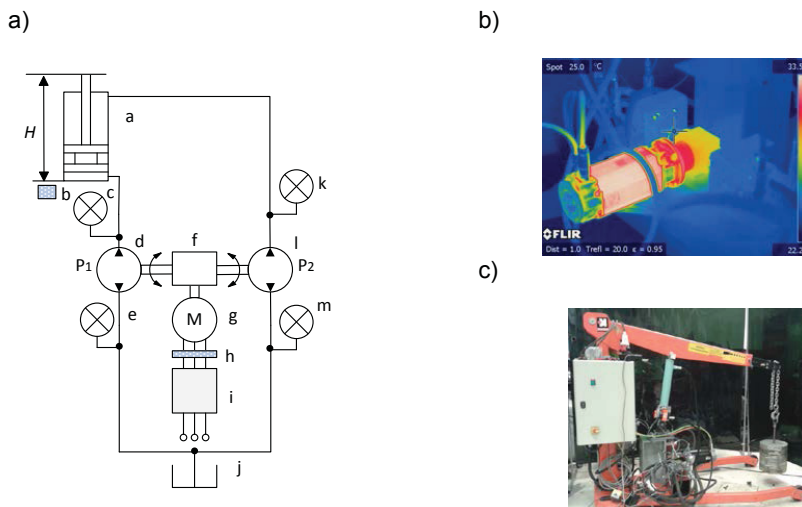 a)
H
a
b
c
d
P1
e
f
M
g
h
i
j
k
l
P2
m
b)
Spot 25.0 °C
33.5
FLIR
Dist = 1.0 Trefl = 20.0 ε = 0.95
22.2
c)